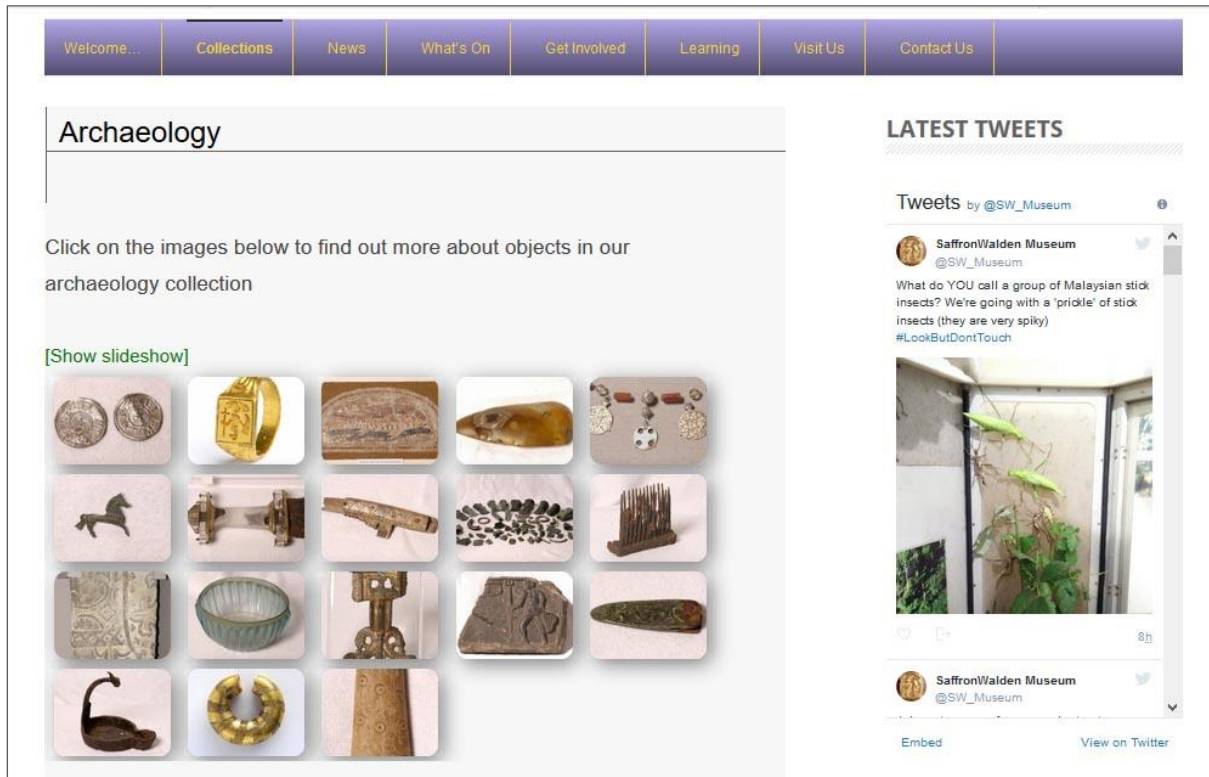 Welcome...
Collections
News
What's On
Get Involved
Learning
Visit Us
Contact Us
Archaeology
Click on the images below to find out more about objects in our
archaeology collection
[Show slideshow]
LATEST TWEETS
Tweets by @SW_Museum
SaffronWalden Museum
@SW_Museum
What do YOU call a group of Malaysian stick
insects? We're going with a 'prickle' of stick
insects (they are very spiky)
#LookButDontTouch
8h
SaffronWalden Museum
@SW_Museum
Embed
View on Twitter